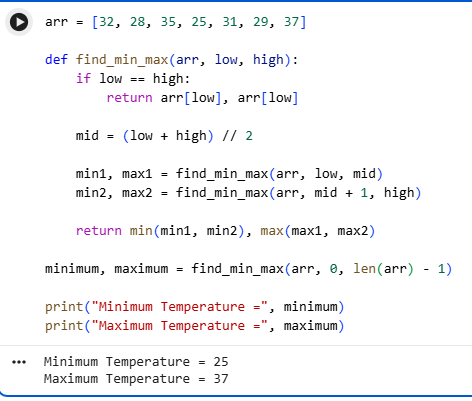 arr = [32, 28, 35, 25, 31, 29, 37]
def find_min_max(arr, low, high):
    if low == high:
        return arr[low], arr[low]
    mid = (low + high) // 2
    min1, max1 = find_min_max(arr, low, mid)
    min2, max2 = find_min_max(arr, mid + 1, high)
    return min(min1, min2), max(max1, max2)
minimum, maximum = find_min_max(arr, 0, len(arr) - 1)
print("Minimum Temperature =", minimum)
print("Maximum Temperature =", maximum)
Minimum Temperature = 25
Maximum Temperature = 37